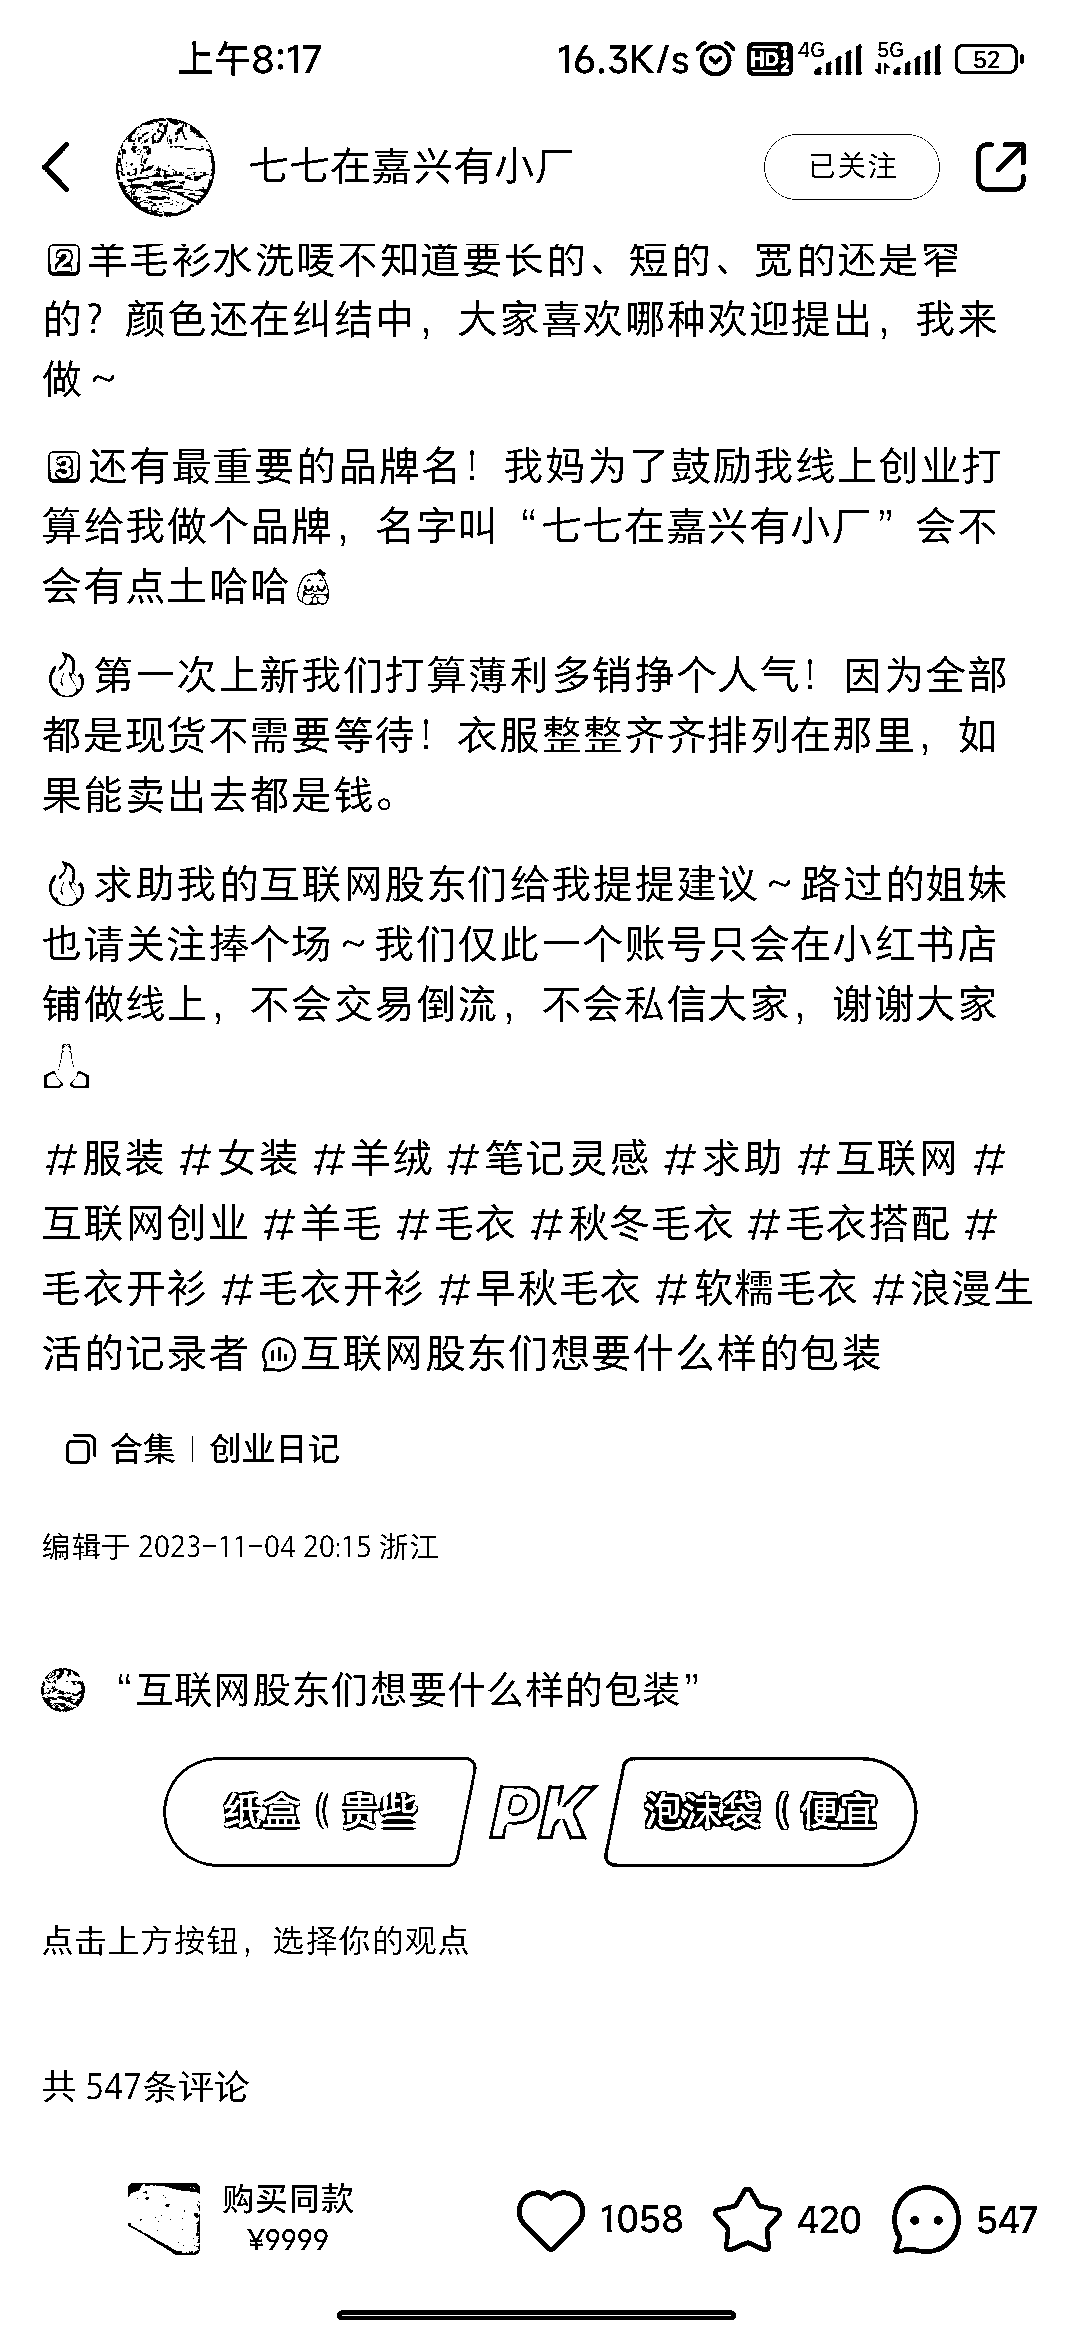 上午8:17 16.3K/s HD 1 2 4G 5G 52
七七在嘉兴有小厂 已关注
2羊毛衫水洗唛不知道要长的、短的、宽的还是窄
的？颜色还在纠结中，大家喜欢哪种欢迎提出，我来
做～
3还有最重要的品牌名！我妈为了鼓励我线上创业打
算给我做个品牌，名字叫“七七在嘉兴有小厂”会不
会有点土哈哈
🔥第一次上新我们打算薄利多销挣个人气！因为全部
都是现货不需要等待！衣服整整齐齐排列在那里，如
果能卖出去都是钱。
🔥求助我的互联网股东们给我提提建议～路过的姐妹
也请关注捧个场～我们仅此一个账号只会在小红书店
铺做线上，不会交易倒流，不会私信大家，谢谢大家
🙏
#服装 #女装 #羊绒 #笔记灵感 #求助 #互联网 #
互联网创业 #羊毛 #毛衣 #秋冬毛衣 #毛衣搭配 #
毛衣开衫 #毛衣开衫 #早秋毛衣 #软糯毛衣 #浪漫生
活的记录者 互联网股东们想要什么样的包装
合集 | 创业日记
编辑于 2023-11-04 20:15 浙江
“互联网股东们想要什么样的包装”
纸盒（贵些 PK 泡沫袋（便宜
点击上方按钮，选择你的观点
共 547条评论
购买同款
¥9999 1058 420 547